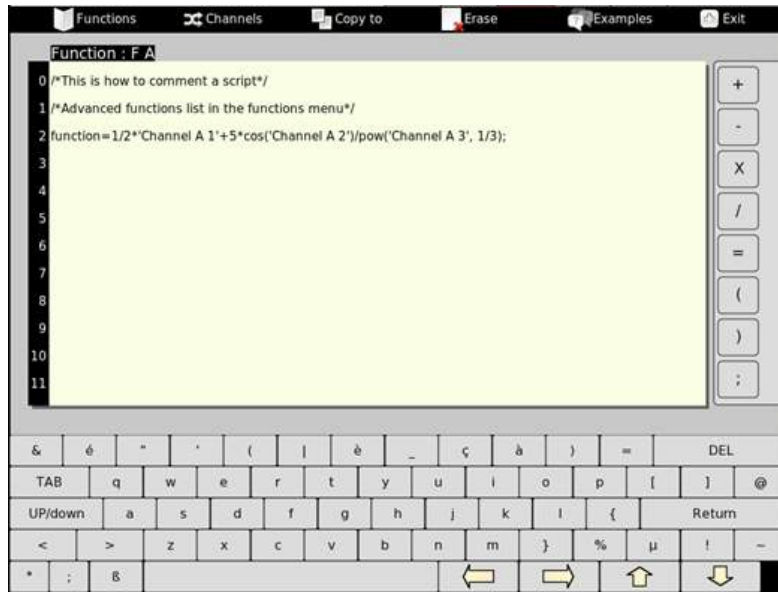 Functions Channels Copy to Erase Examples Exit
Function : F A
0 /*This is how to comment a script*/ +
1 /*Advanced functions list in the functions menu*/
2 function=1/2*'Channel A 1'+5*cos('Channel A 2')/pow('Channel A 3', 1/3); -
3 X
4
5 /
6 =
7
8 (
9 )
10
11 ;
& é " ' ( | è _ ç à ) = DEL
TAB q w e r t y u i o p [ ] @
UP/down a s d f g h j k l { Return
< > z x c v b n m } % µ ! ~
* ; ß